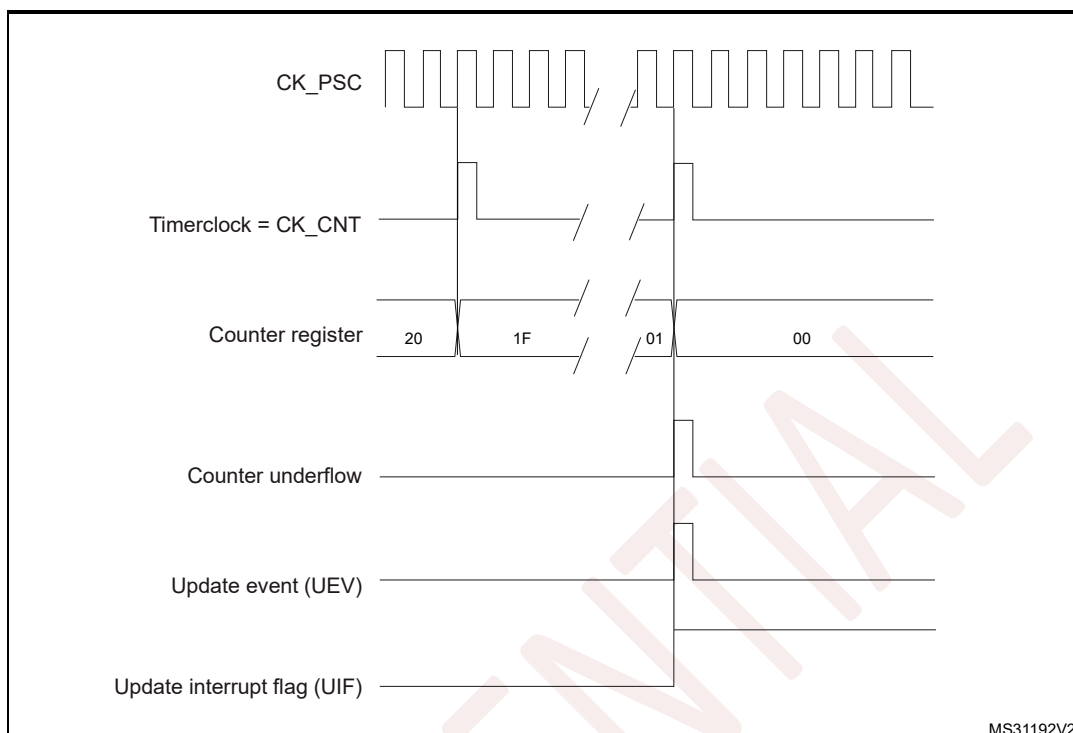 CK_PSC
Timerclock = CK_CNT
Counter register
20 1F 01 00
Counter underflow
Update event (UEV)
Update interrupt flag (UIF)
MS31192V2
ENTIAL